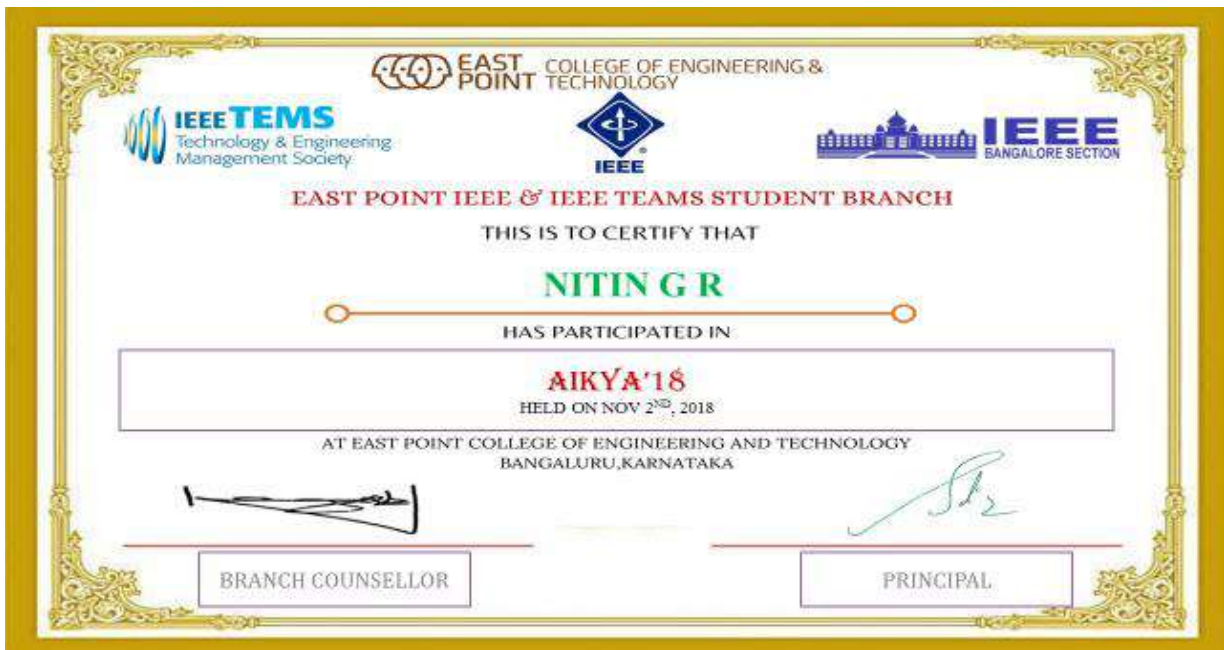 EAST POINT COLLEGE OF ENGINEERING & TECHNOLOGY
IEEE TEMS
Technology & Engineering
Management Society
IEEE
IEEE
BANGALORE SECTION
EAST POINT IEEE & IEEE TEAMS STUDENT BRANCH
THIS IS TO CERTIFY THAT
NITIN G R
HAS PARTICIPATED IN
AIKYA'18
HELD ON NOV 2ND, 2018
AT EAST POINT COLLEGE OF ENGINEERING AND TECHNOLOGY
BANGALURU,KARNATAKA
BRANCH COUNSELLOR
PRINCIPAL